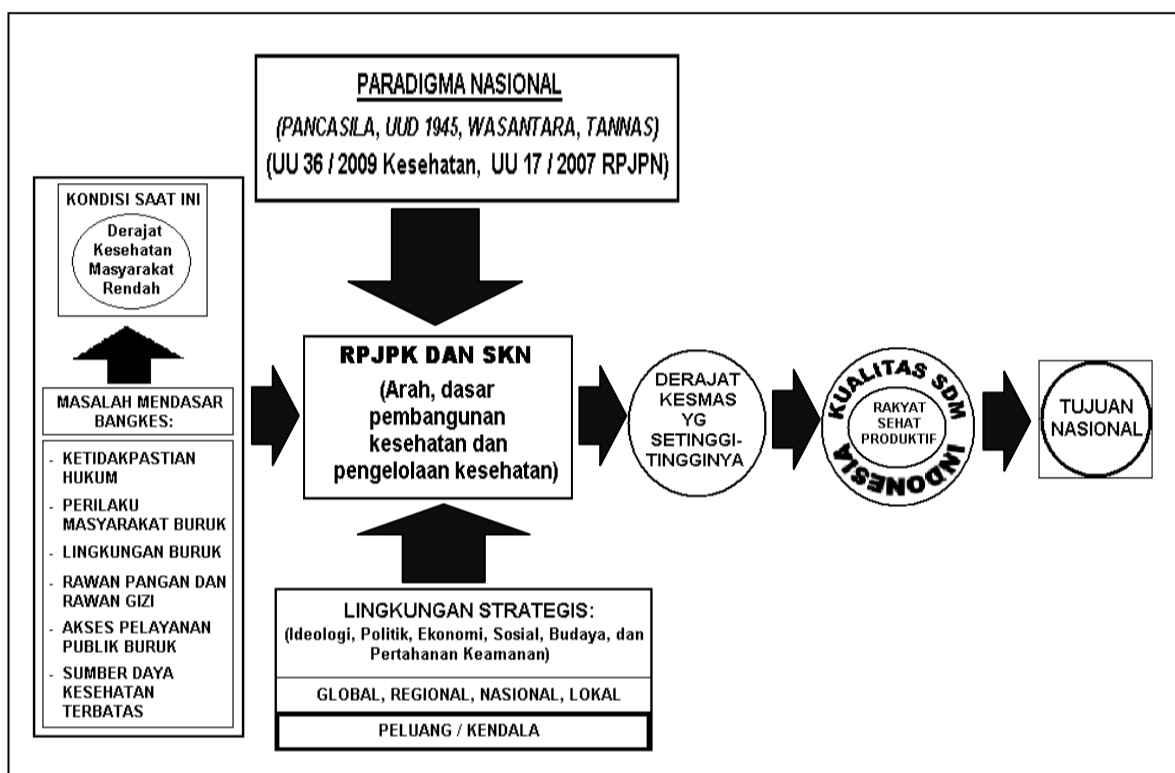 PARADIGMA NASIONAL
(PANCASILA, UUD 1945, WASANTARA, TANNAS)
(UU 36 / 2009 Kesehatan, UU 17 / 2007 RPJPN)
KONDISI SAAT INI
Derajat
Kesehatan
Masyarakat
Rendah
MASALAH MENDASAR
BANGKES:
- KETIDAKPASTIAN
HUKUM
- PERILAKU
MASYARAKAT BURUK
- LINGKUNGAN BURUK
- RAWAN PANGAN DAN
RAWAN GIZI
- AKSES PELAYANAN
PUBLIK BURUK
- SUMBER DAYA
KESEHATAN
TERBATAS
RPJPK DAN SKN
(Arah, dasar
pembangunan
kesehatan dan
pengelolaan kesehatan)
LINGKUNGAN STRATEGIS:
(Ideologi, Politik, Ekonomi, Sosial, Budaya, dan
Pertahanan Keamanan)
GLOBAL, REGIONAL, NASIONAL, LOKAL
PELUANG / KENDALA
DERAJAT
KESMAS
YG
SETINGGI-
TINGGINYA
KUALITAS SDM INDONESIA
RAKYAT
SEHAT
PRODUKTIF
TUJUAN
NASIONAL